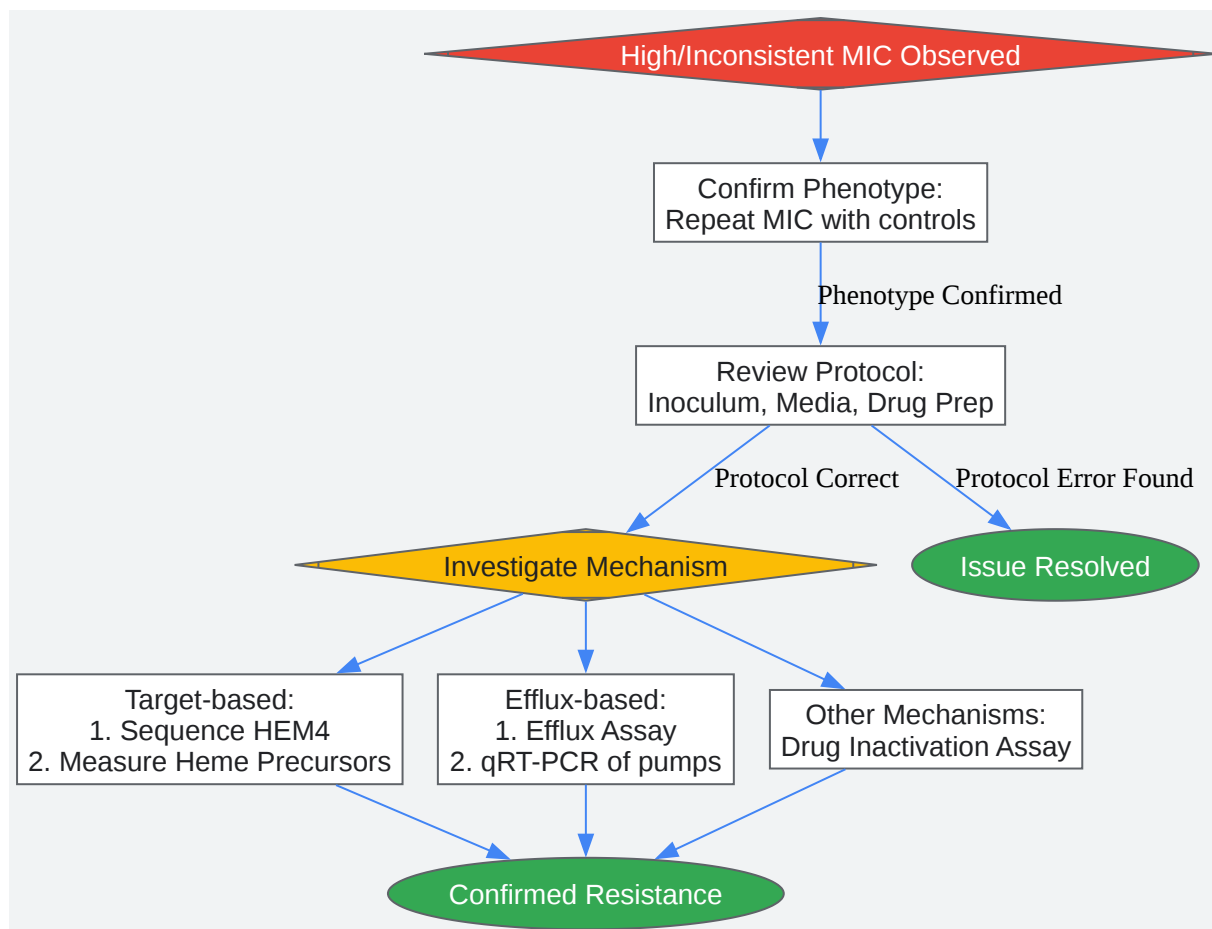 High/Inconsistent MIC Observed
Confirm Phenotype:
Repeat MIC with controls
Phenotype Confirmed
Review Protocol:
Inoculum, Media, Drug Prep
Protocol Correct
Protocol Error Found
Investigate Mechanism
Issue Resolved
Target-based:
1. Sequence HEM4
2. Measure Heme Precursors
Efflux-based:
1. Efflux Assay
2. qRT-PCR of pumps
Other Mechanisms:
Drug Inactivation Assay
Confirmed Resistance